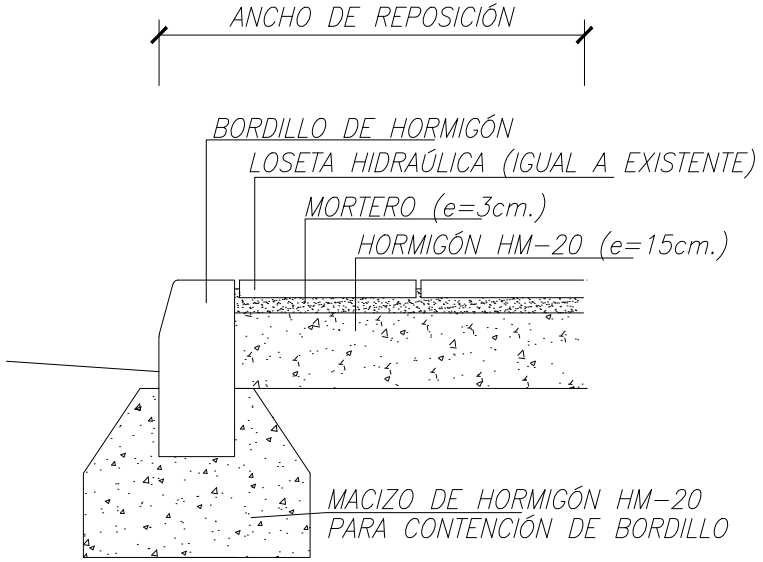 ANCHO DE REPOSICIÓN
BORDILLO DE HORMIGÓN
LOSETA HIDRAÚLICA (IGUAL A EXISTENTE)
MORTERO (e=3cm.)
HORMIGÓN HM-20 (e=15cm.)
MACIZO DE HORMIGÓN HM-20
PARA CONTENCIÓN DE BORDILLO